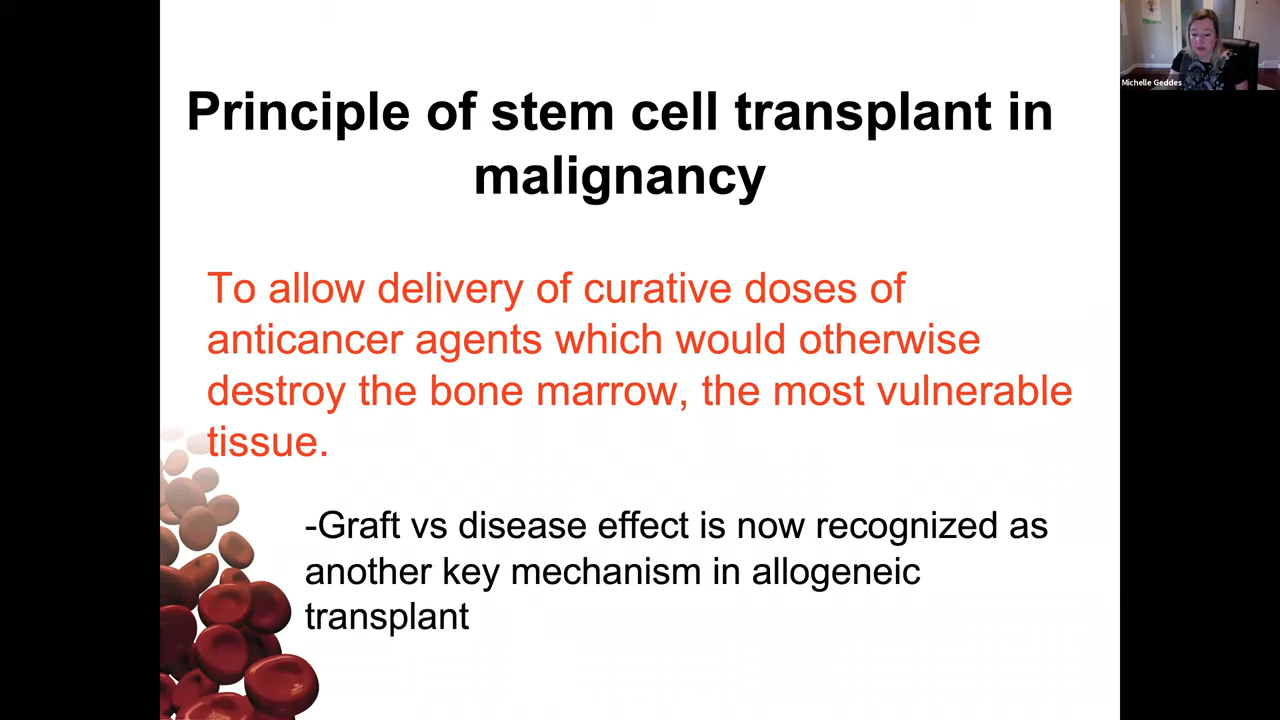 Principle of stem cell transplant in
malignancy
To allow delivery of curative doses of
anticancer agents which would otherwise
destroy the bone marrow, the most vulnerable
tissue.
-Graft vs disease effect is now recognized as
another key mechanism in allogeneic
transplant
Michelle Geddes